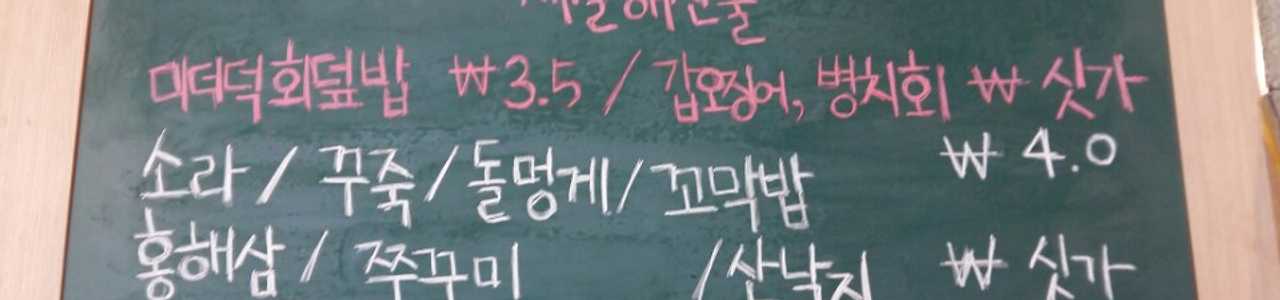 제철해산물
미더덕회덮밥 ₩3.5 / 갑오징어, 병치회 ₩ 싯가
소라 / 꾸죽 / 돌멍게 / 꼬막밥 ₩ 4.0
홍해삼 / 쭈꾸미 / 산낙지 ₩ 싯가